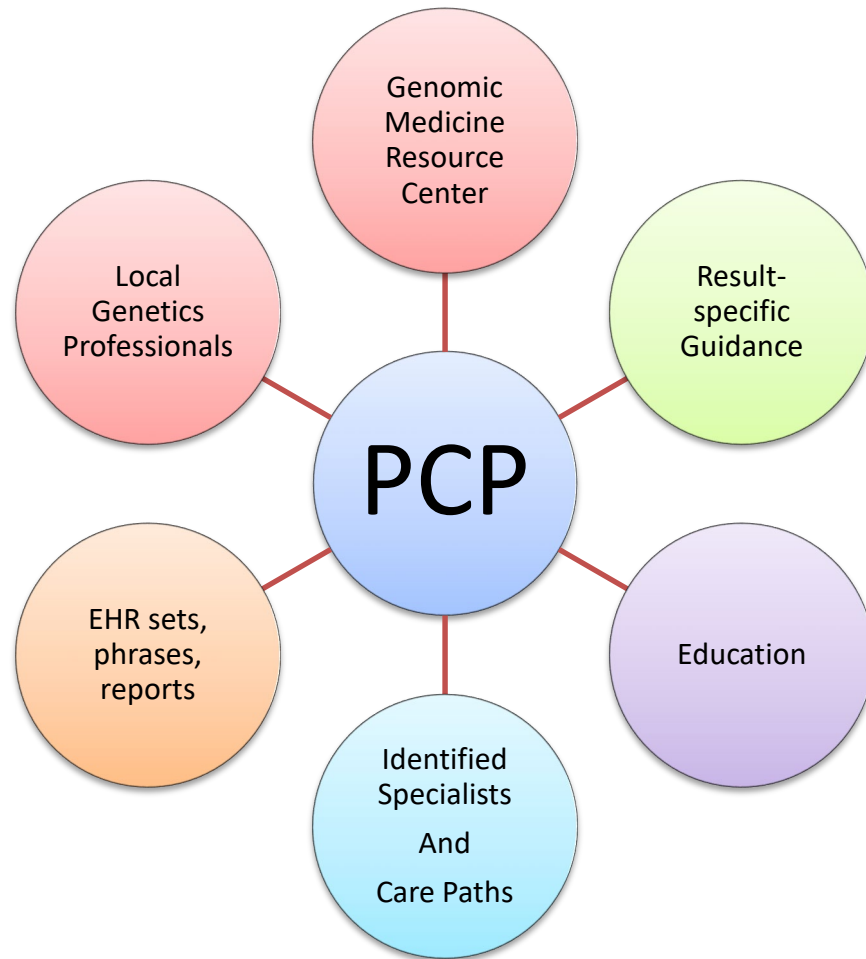 Genomic
Medicine
Resource
Center
Local
Genetics
Professionals
Result-
specific
Guidance
PCP
EHR sets,
phrases,
reports
Education
Identified
Specialists
And
Care Paths